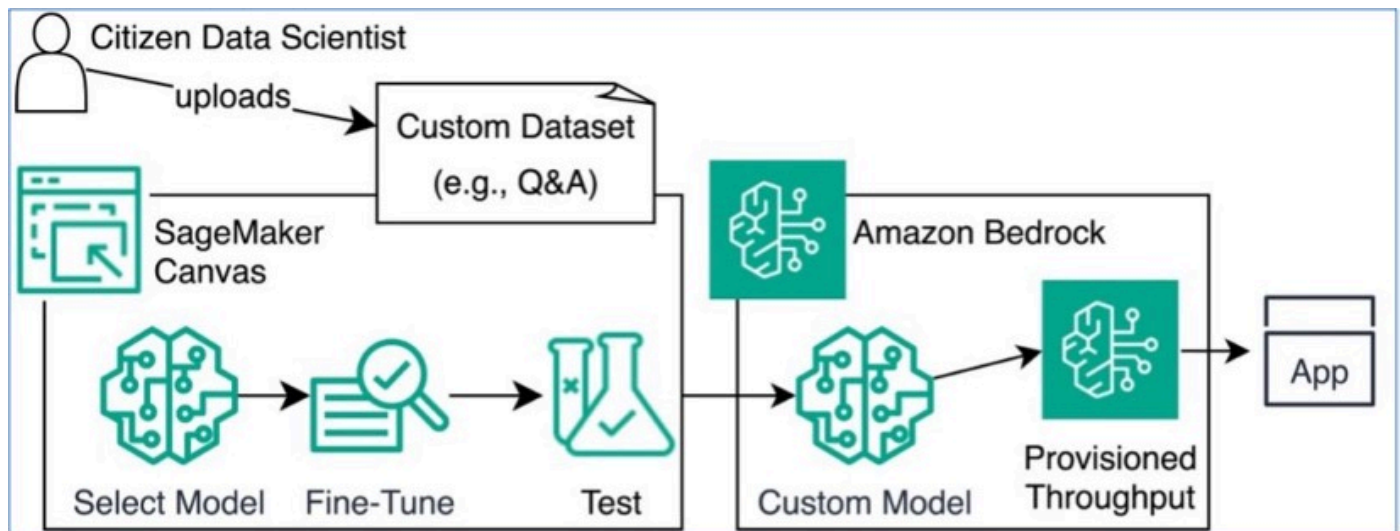 Citizen Data Scientist
uploads
Custom Dataset
(e.g., Q&A)
SageMaker
Canvas
Amazon Bedrock
App
Select Model
Fine-Tune
Test
Custom Model
Provisioned
Throughput